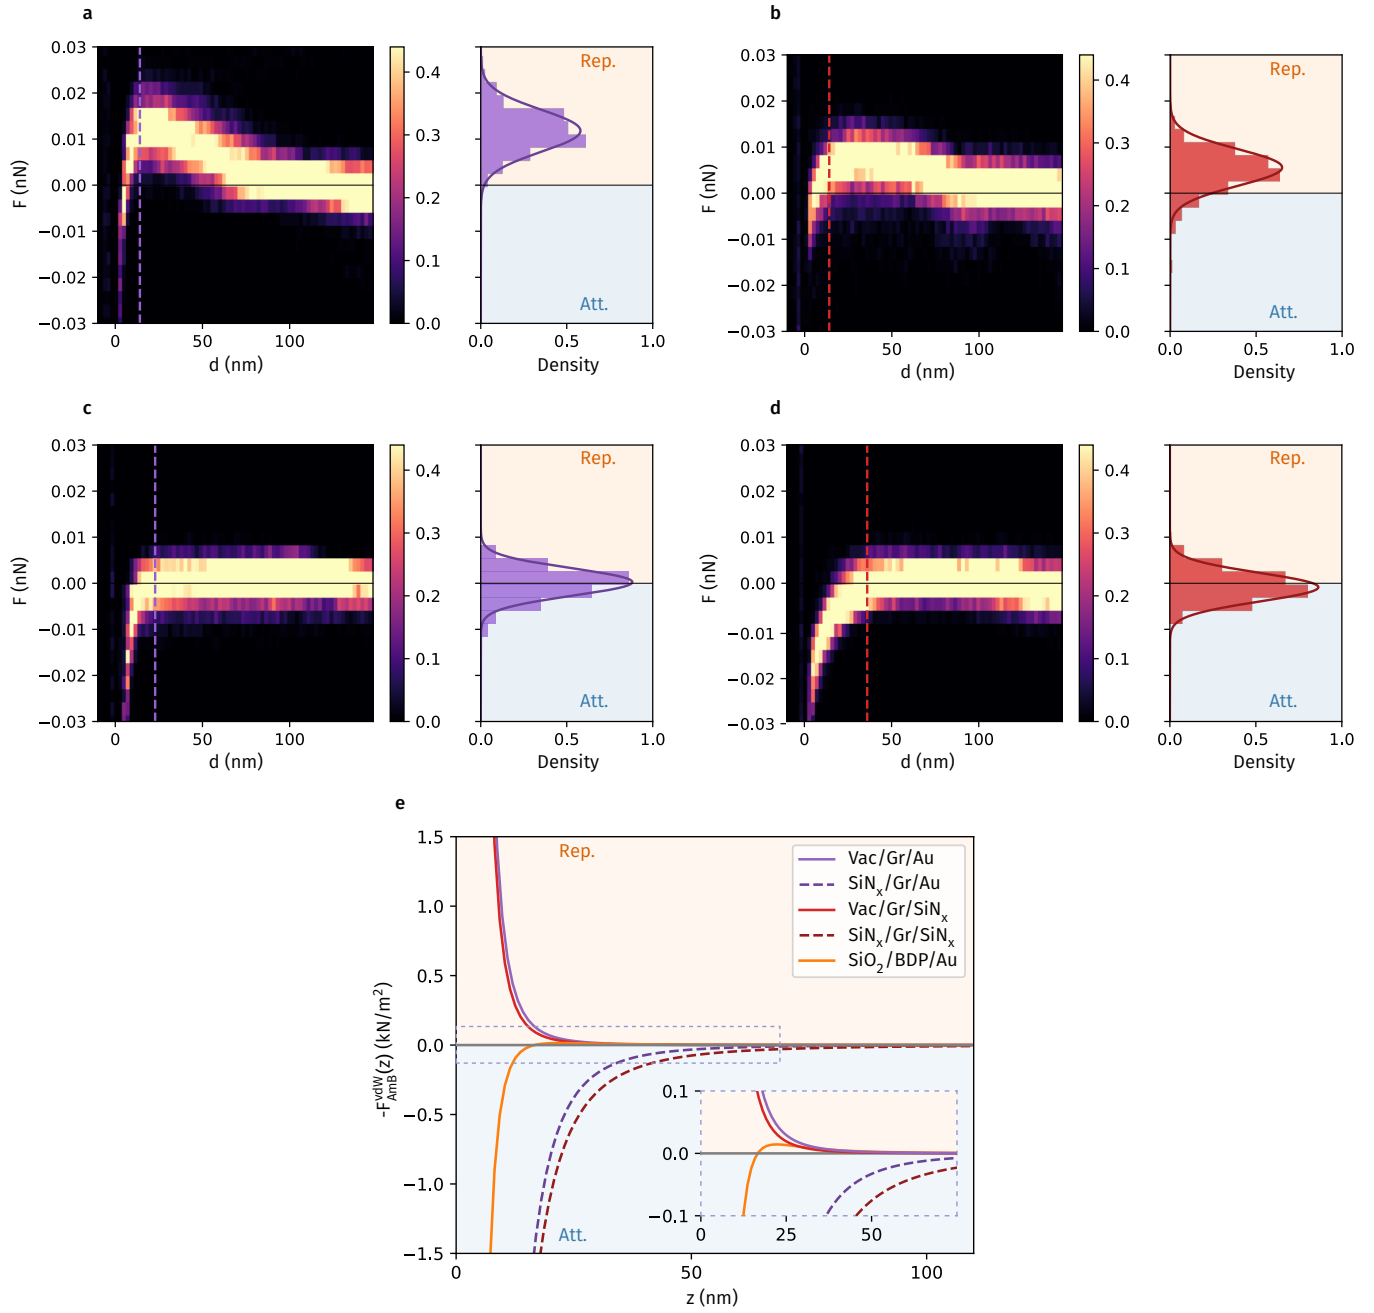 a
0.03
0.02
0.01
0.00
−0.01
−0.02
−0.03
F (nN)
0
50
100
d (nm)
0.4
0.3
0.2
0.1
0.0
Rep.
Att.
0.0
0.5
1.0
Density
b
0.03
0.02
0.01
0.00
−0.01
−0.02
−0.03
F (nN)
0
50
100
d (nm)
0.4
0.3
0.2
0.1
0.0
Rep.
Att.
0.0
0.5
1.0
Density
c
0.03
0.02
0.01
0.00
−0.01
−0.02
−0.03
F (nN)
0
50
100
d (nm)
0.4
0.3
0.2
0.1
0.0
Rep.
Att.
0.0
0.5
1.0
Density
d
0.03
0.02
0.01
0.00
−0.01
−0.02
−0.03
F (nN)
0
50
100
d (nm)
0.4
0.3
0.2
0.1
0.0
Rep.
Att.
0.0
0.5
1.0
Density
e
1.5
1.0
0.5
0.0
−0.5
−1.0
−1.5
-F^vdW_AmB(z) (kN/m²)
0
50
100
z (nm)
Rep.
Att.
Vac/Gr/Au
SiNₓ/Gr/Au
Vac/Gr/SiNₓ
SiNₓ/Gr/SiNₓ
SiO₂/BDP/Au
0.1
0.0
−0.1
0
25
50